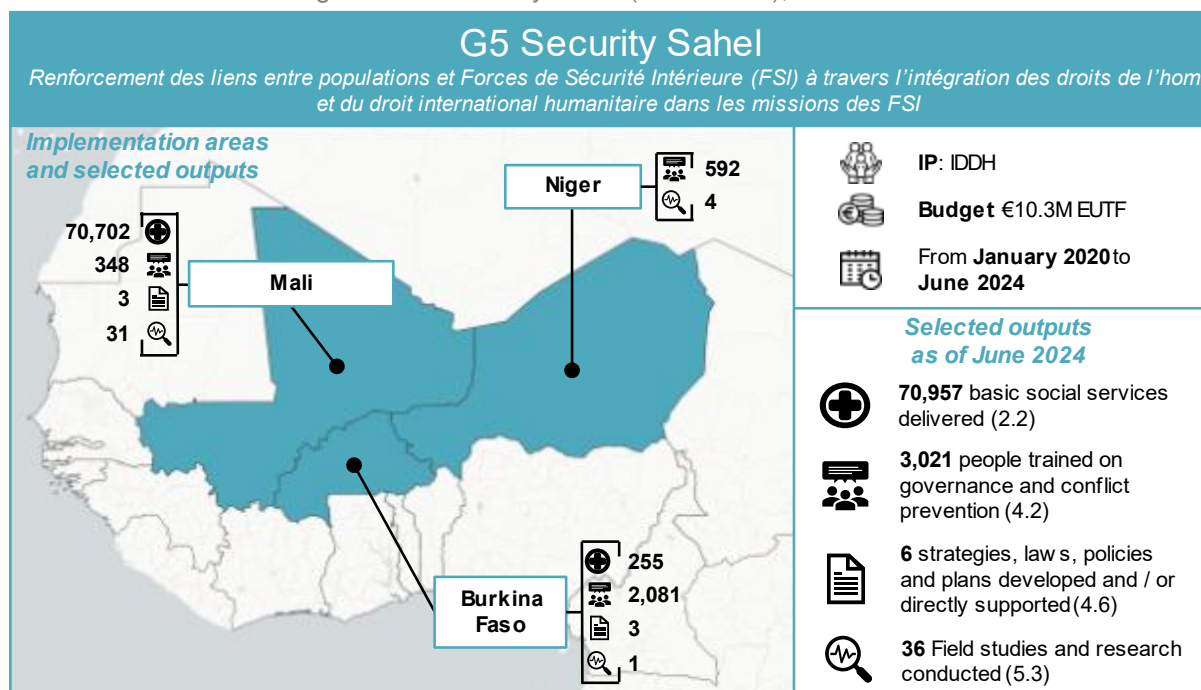 G5 Security Sahel
Renforcement des liens entre populations et Forces de Sécurité Intérieure (FSI) à travers l'intégration des droits de l'hom
et du droit international humanitaire dans les missions des FSI
Implementation areas
and selected outputs
70,702
348
3
31
Mali
Niger
592
4
Burkina
Faso
255
2,081
3
1
IP: IDDH
Budget €10.3M EUTF
From January 2020 to
June 2024
Selected outputs
as of June 2024
70,957 basic social services
delivered (2.2)
3,021 people trained on
governance and conflict
prevention (4.2)
6 strategies, laws, policies
and plans developed and / or
directly supported (4.6)
36 Field studies and research
conducted (5.3)